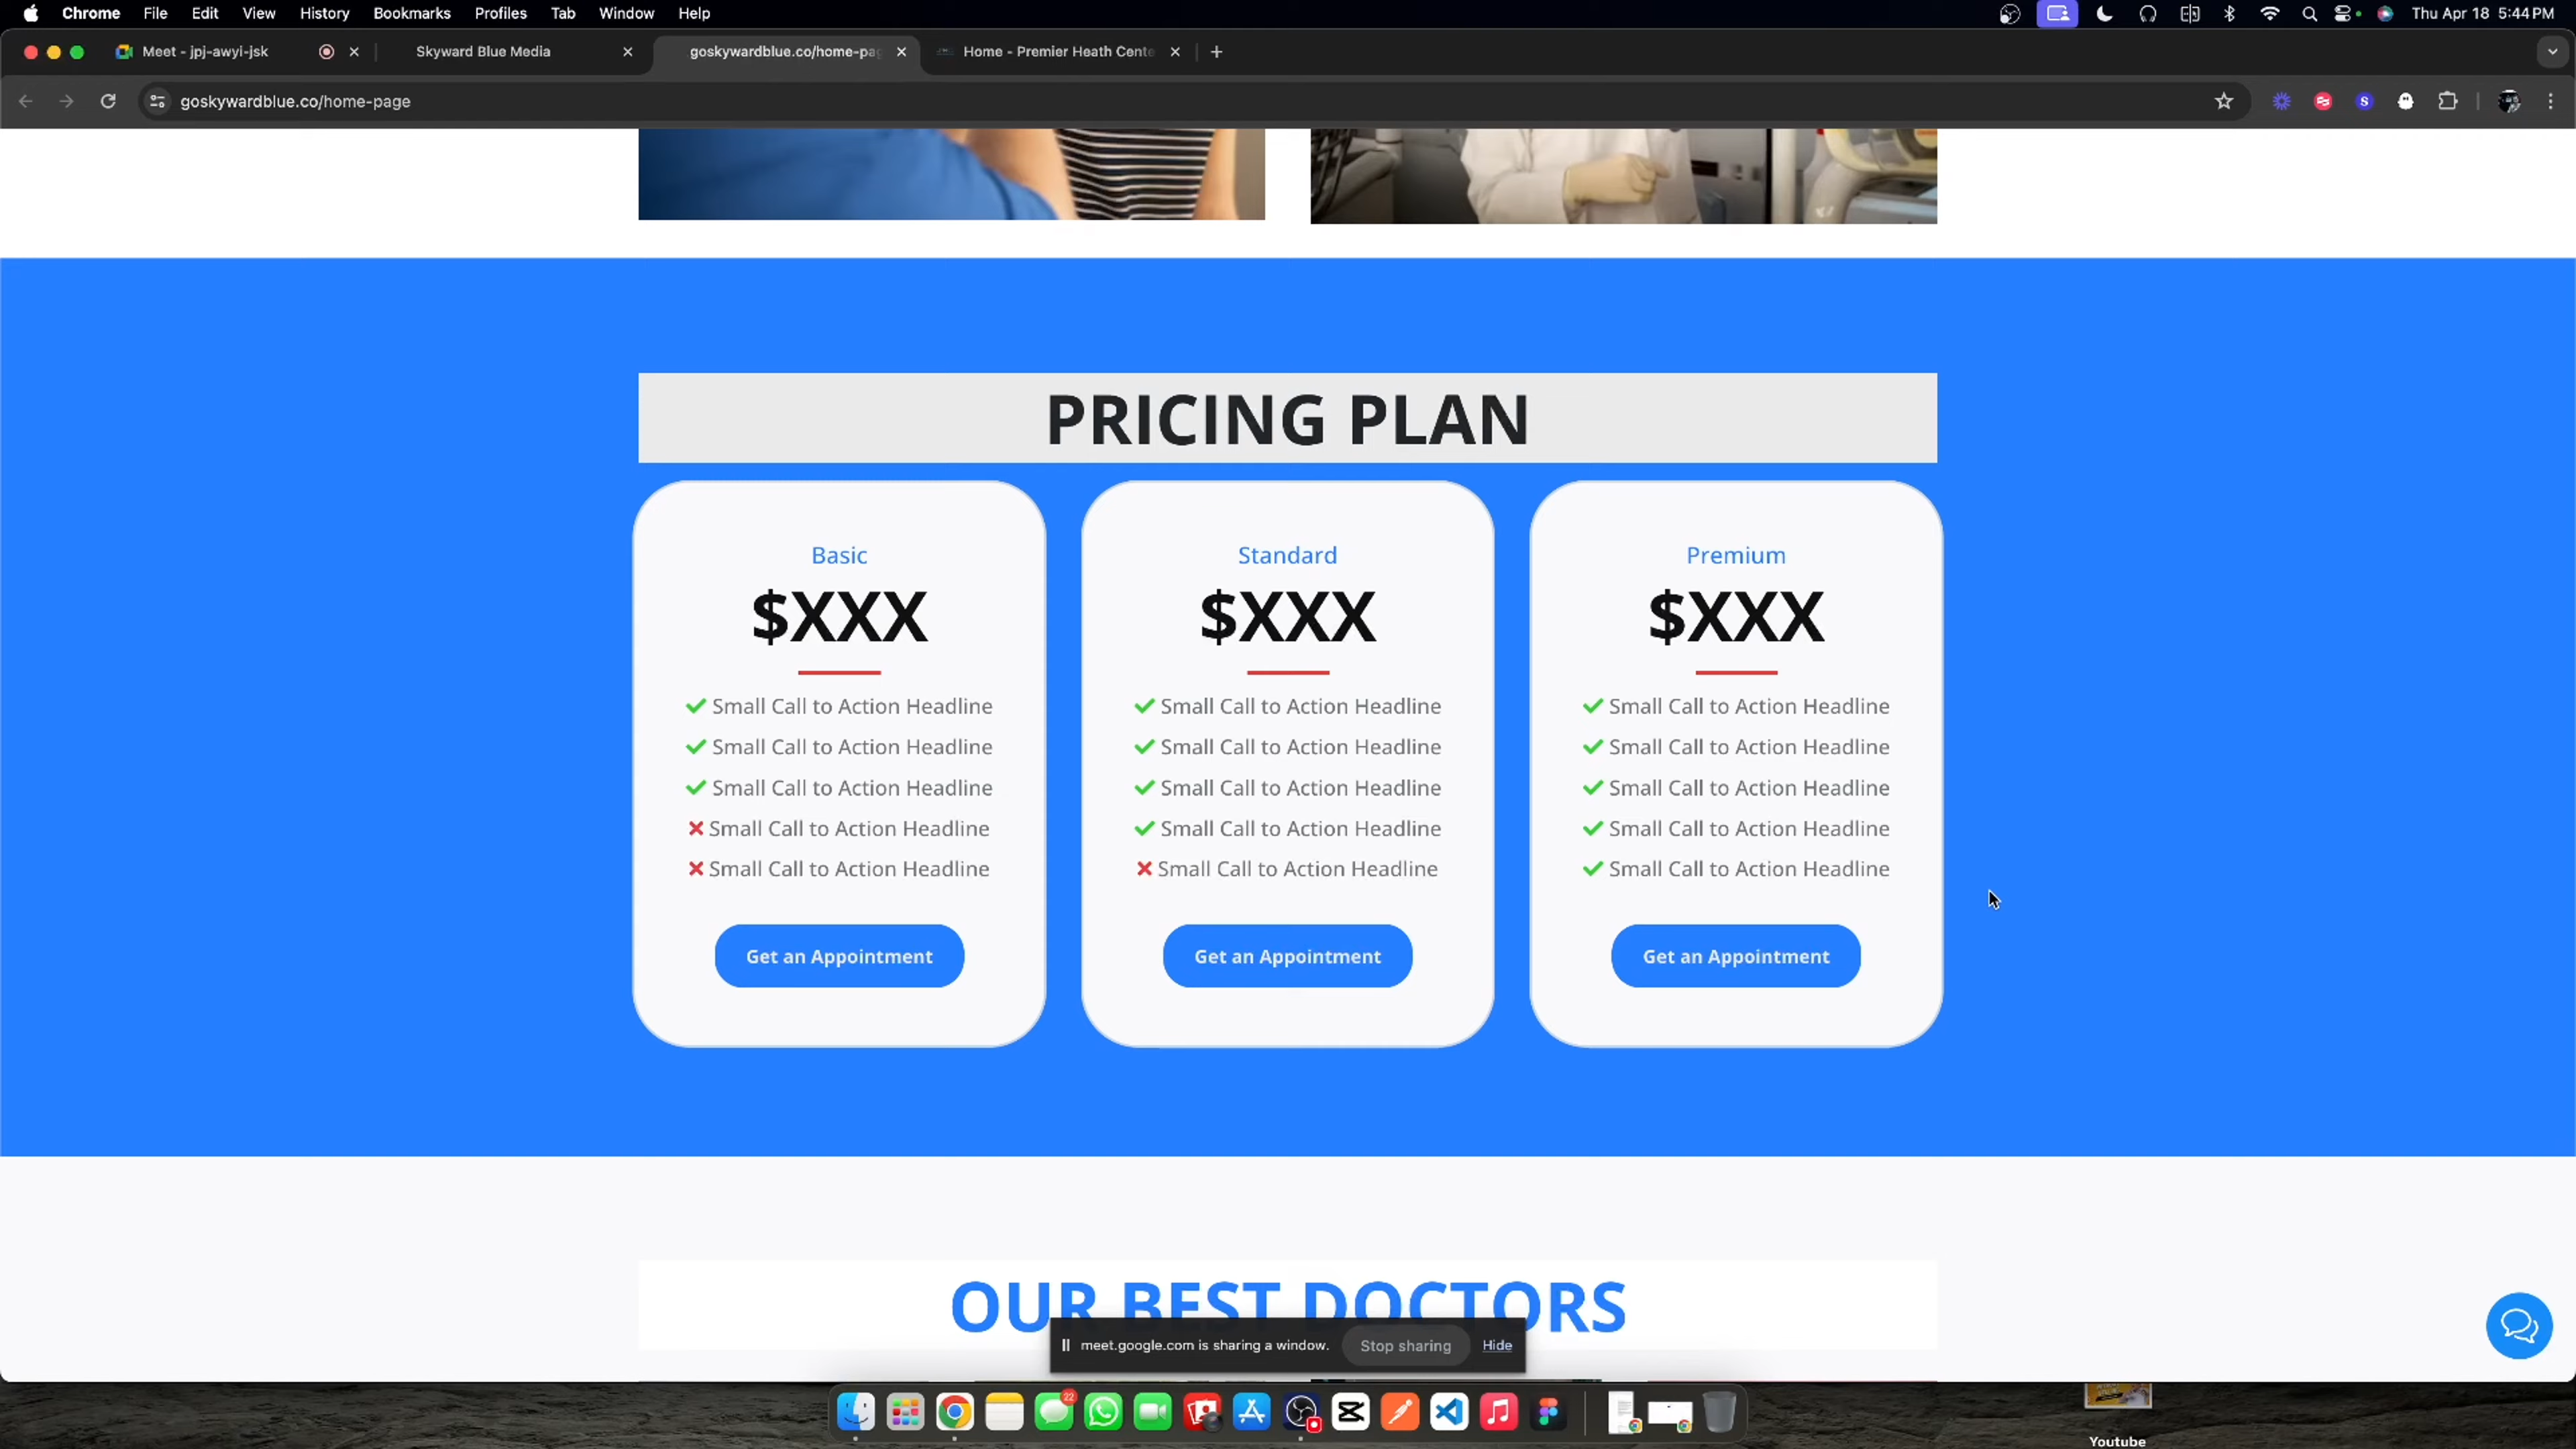 Chrome File Edit View History Bookmarks Profiles Tab Window Help Thu Apr 18 5:44 PM
Meet - jpj-awyi-jsk Skyward Blue Media goskywardblue.co/home-pag Home - Premier Heath Cente
goskywardblue.co/home-page
PRICING PLAN
Basic Standard Premium
$XXX $XXX $XXX
Small Call to Action Headline Small Call to Action Headline Small Call to Action Headline
Small Call to Action Headline Small Call to Action Headline Small Call to Action Headline
Small Call to Action Headline Small Call to Action Headline Small Call to Action Headline
Small Call to Action Headline Small Call to Action Headline Small Call to Action Headline
Small Call to Action Headline Small Call to Action Headline Small Call to Action Headline
Get an Appointment Get an Appointment Get an Appointment
OUR BEST DOCTORS
meet.google.com is sharing a window. Stop sharing Hide
22
Youtube